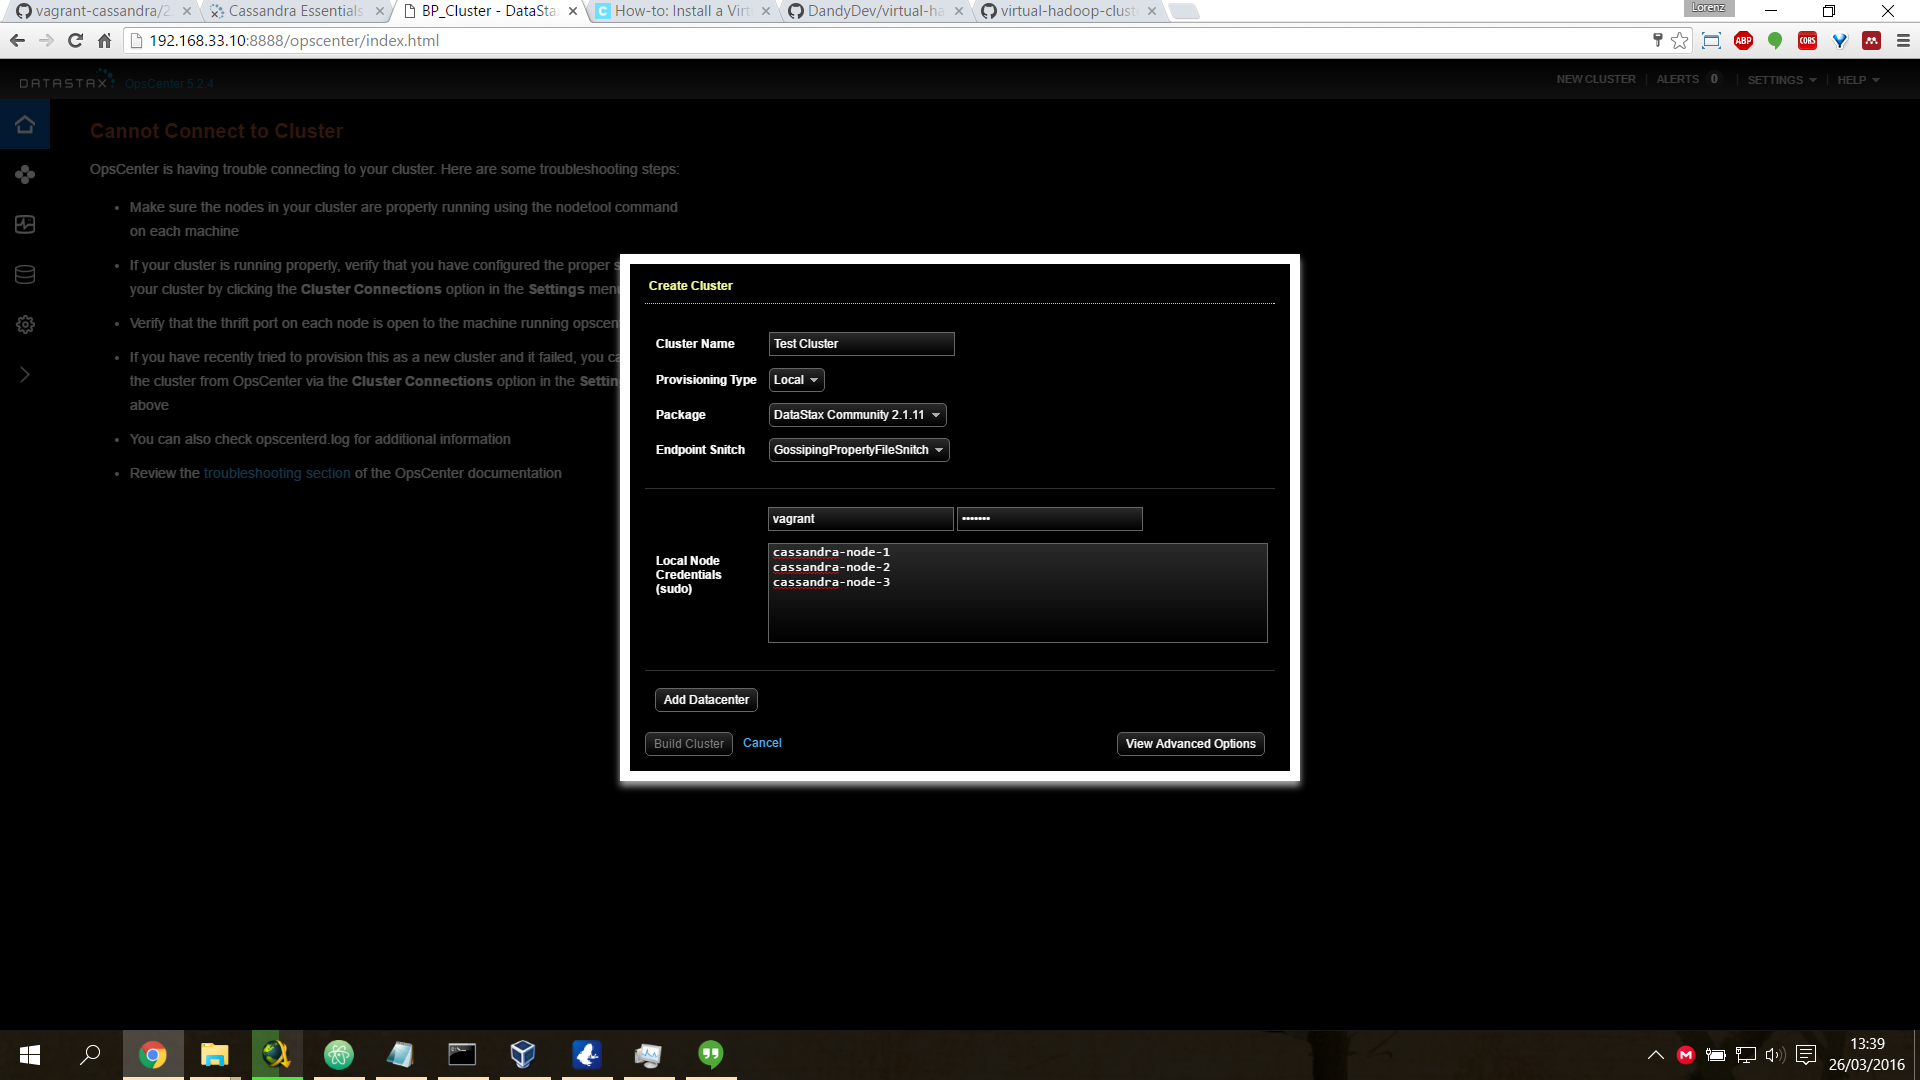 vagrant-cassandra/2
Cassandra Essentials
BP_Cluster - DataSta
How-to: Install a Virt
DandyDev/virtual-ha
virtual-hadoop-clust
Lorenz
192.168.33.10:8888/opscenter/index.html
ABP
CORS
DATASTAX
OpsCenter 5.2.4
NEW CLUSTER
ALERTS 0
SETTINGS
HELP
Cannot Connect to Cluster
OpsCenter is having trouble connecting to your cluster. Here are some troubleshooting steps:
• Make sure the nodes in your cluster are properly running using the nodetool command
on each machine
• If your cluster is running properly, verify that you have configured the proper s
your cluster by clicking the Cluster Connections option in the Settings menu
• Verify that the thrift port on each node is open to the machine running opscen
• If you have recently tried to provision this as a new cluster and it failed, you ca
the cluster from OpsCenter via the Cluster Connections option in the Settin
above
• You can also check opscenterd.log for additional information
• Review the troubleshooting section of the OpsCenter documentation
Create Cluster
Cluster Name
Test Cluster
Provisioning Type
Local
Package
DataStax Community 2.1.11
Endpoint Snitch
GossipingPropertyFileSnitch
vagrant
•••••••
Local Node
Credentials
(sudo)
cassandra-node-1
cassandra-node-2
cassandra-node-3
Add Datacenter
Build Cluster
Cancel
View Advanced Options
13:39
26/03/2016